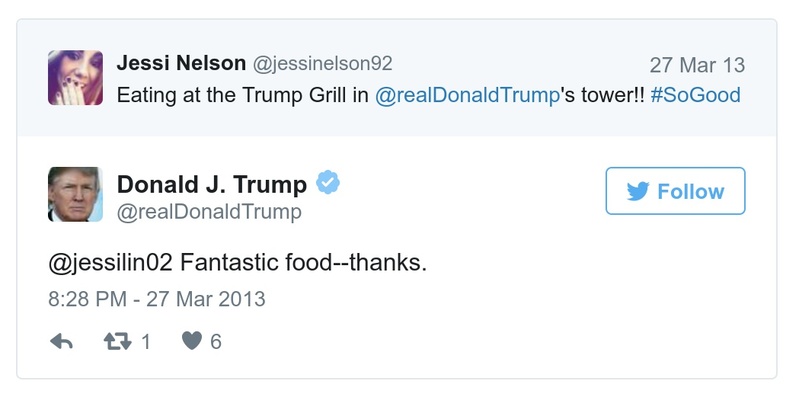 Jessi Nelson @jessinelson92 27 Mar 13
Eating at the Trump Grill in @realDonaldTrump's tower!! #SoGood
Donald J. Trump
@realDonaldTrump
Follow
@jessilin02 Fantastic food--thanks.
8:28 PM - 27 Mar 2013
1 6